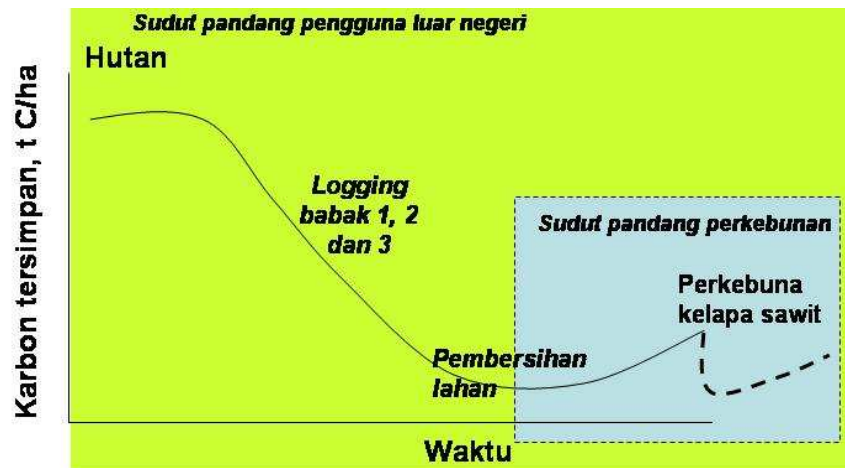 Sudut pandang pengguna luar negeri
Hutan
Karbon tersimpan, t C/ha
Logging
babak 1, 2
dan 3
Sudut pandang perkebunan
Perkebuna
kelapa sawit
Pembersihan
lahan
Waktu